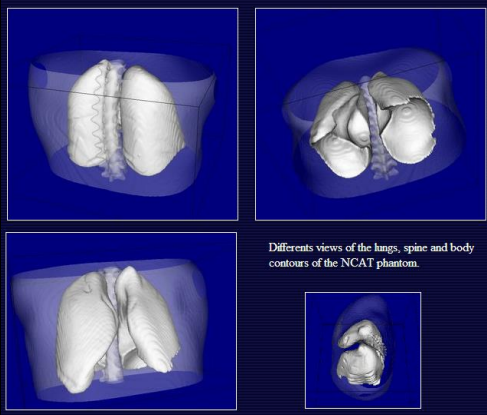 Differents views of the lungs, spine and body
contours of the NCAT phantom.